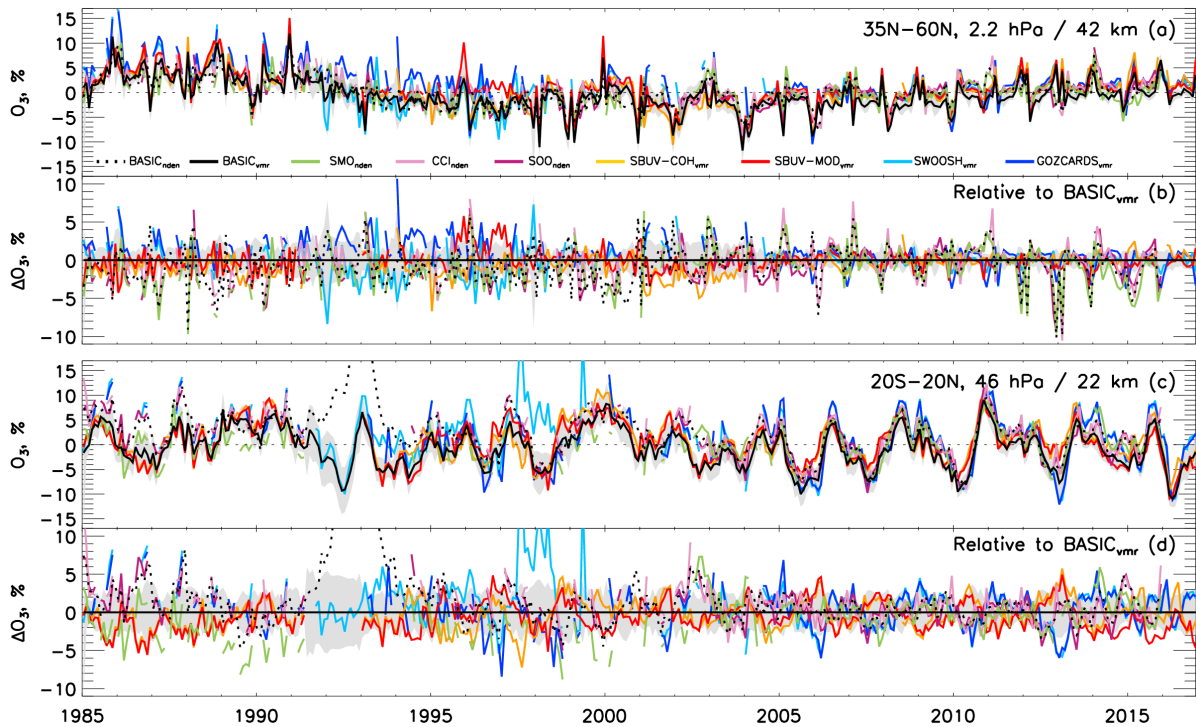 35N−60N, 2.2 hPa / 42 km (a)
15
10
5
0
−5
−10
−15
O₃, %
BASICnden BASICvmr SMOnden CCInden SOOnden SBUV−COHvmr SBUV−MODvmr SWOOSHvmr GOZCARDSvmr
Relative to BASICvmr (b)
10
5
0
−5
−10
ΔO₃, %
20S−20N, 46 hPa / 22 km (c)
15
10
5
0
−5
−10
−15
O₃, %
Relative to BASICvmr (d)
10
5
0
−5
−10
ΔO₃, %
1985 1990 1995 2000 2005 2010 2015